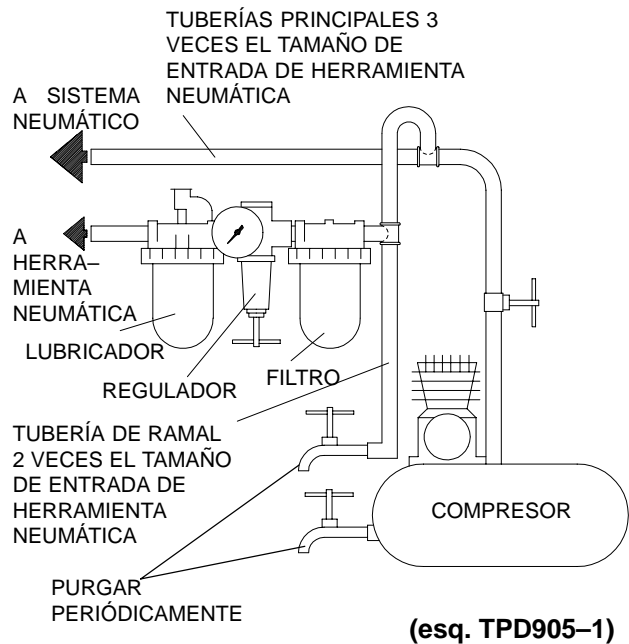 TUBERÍAS PRINCIPALES 3
VECES EL TAMAÑO DE
ENTRADA DE HERRAMIENTA
NEUMÁTICA
A SISTEMA
NEUMÁTICO
A
HERRA–
MIENTA
NEUMÁTICA
LUBRICADOR
REGULADOR
FILTRO
TUBERÍA DE RAMAL
2 VECES EL TAMAÑO
DE ENTRADA DE
HERRAMIENTA
NEUMÁTICA
COMPRESOR
PURGAR
PERIÓDICAMENTE
(esq. TPD905–1)